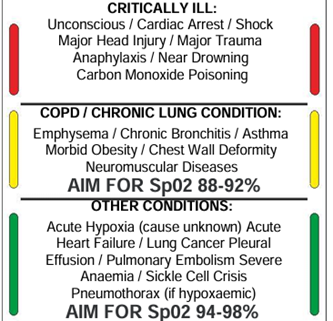 CRITICALLY ILL:
Unconscious / Cardiac Arrest / Shock
Major Head Injury / Major Trauma
Anaphylaxis / Near Drowning
Carbon Monoxide Poisoning
COPD / CHRONIC LUNG CONDITION:
Emphysema / Chronic Bronchitis / Asthma
Morbid Obesity / Chest Wall Deformity
Neuromuscular Diseases
AIM FOR Sp02 88-92%
OTHER CONDITIONS:
Acute Hypoxia (cause unknown) Acute
Heart Failure / Lung Cancer Pleural
Effusion / Pulmonary Embolism Severe
Anaemia / Sickle Cell Crisis
Pneumothorax (if hypoxaemic)
AIM FOR Sp02 94-98%